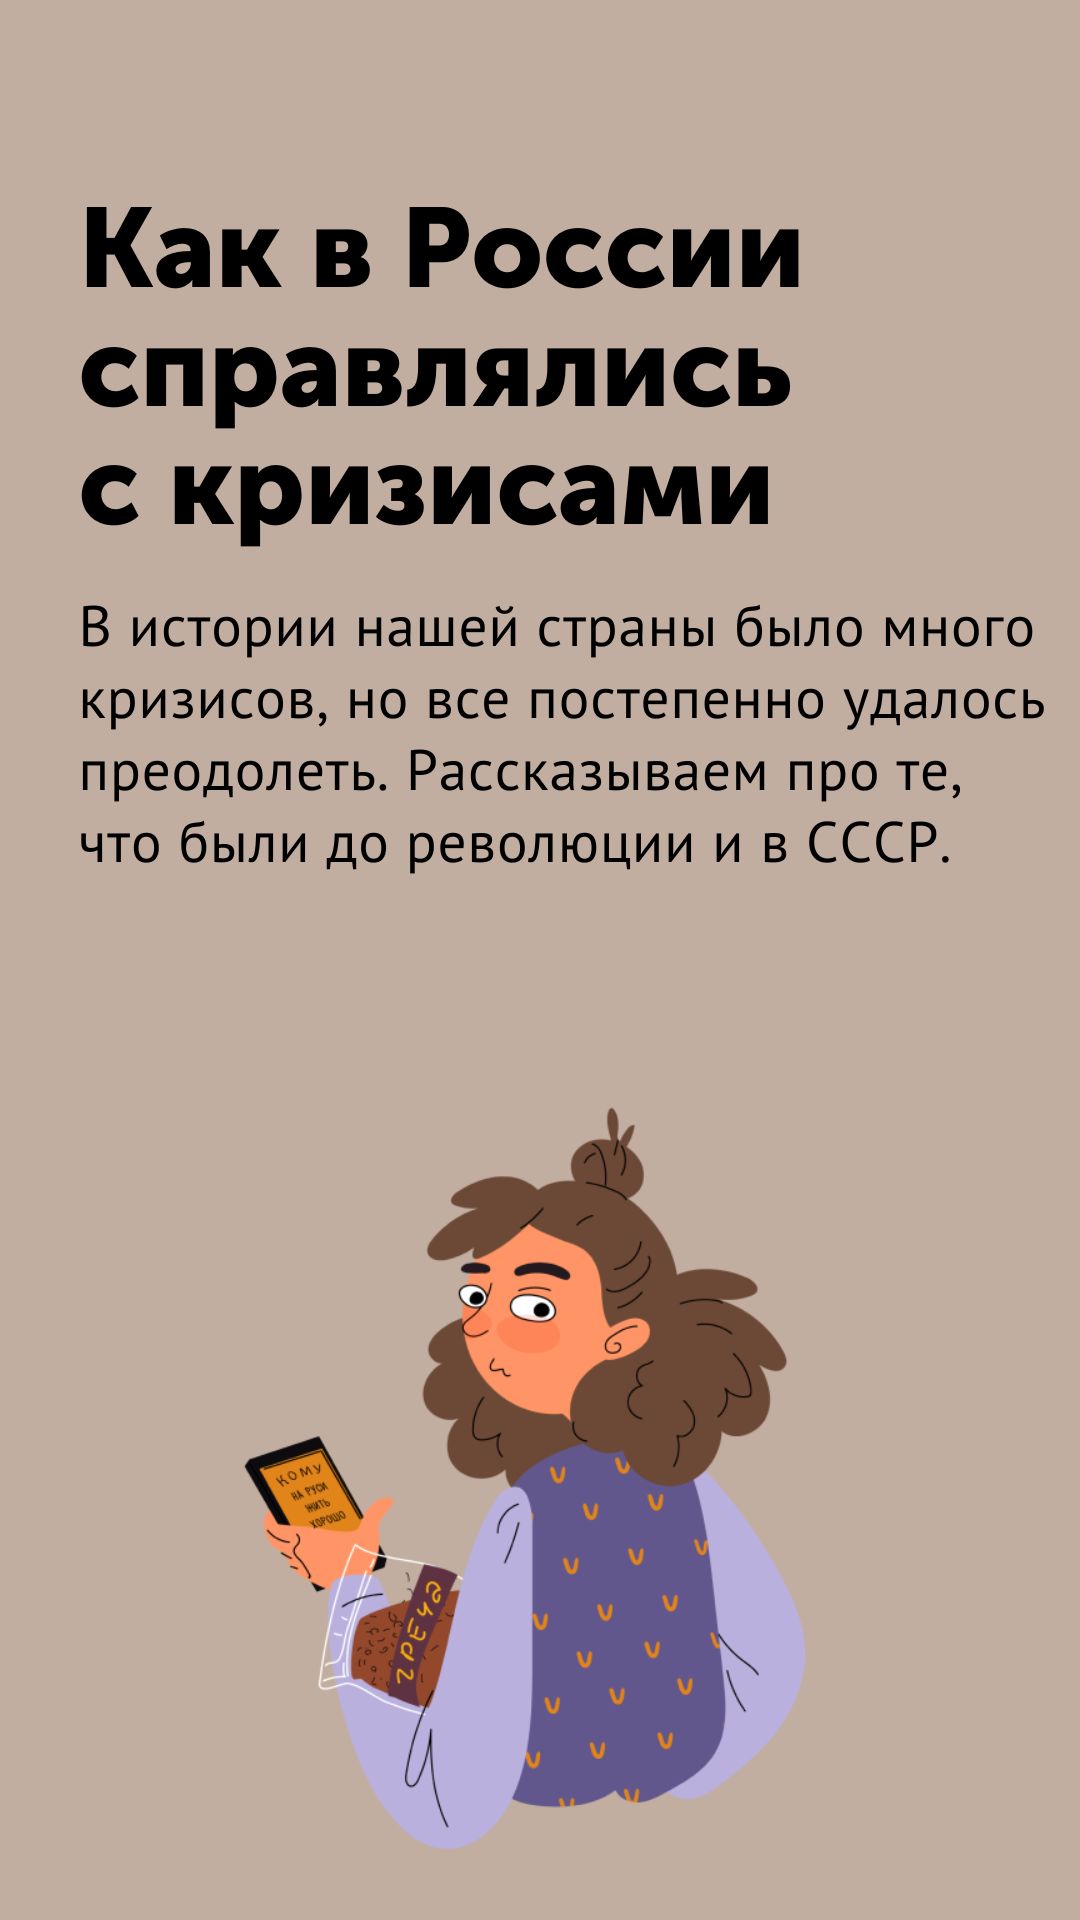 Как в России
справлялись
с кризисами
В истории нашей страны было много
кризисов, но все постепенно удалось
преодолеть. Рассказываем про те,
что были до революции и в СССР.
КОМУ
НА РУСИ
ЖИТЬ
ХОРОШО
ГРЕЧА